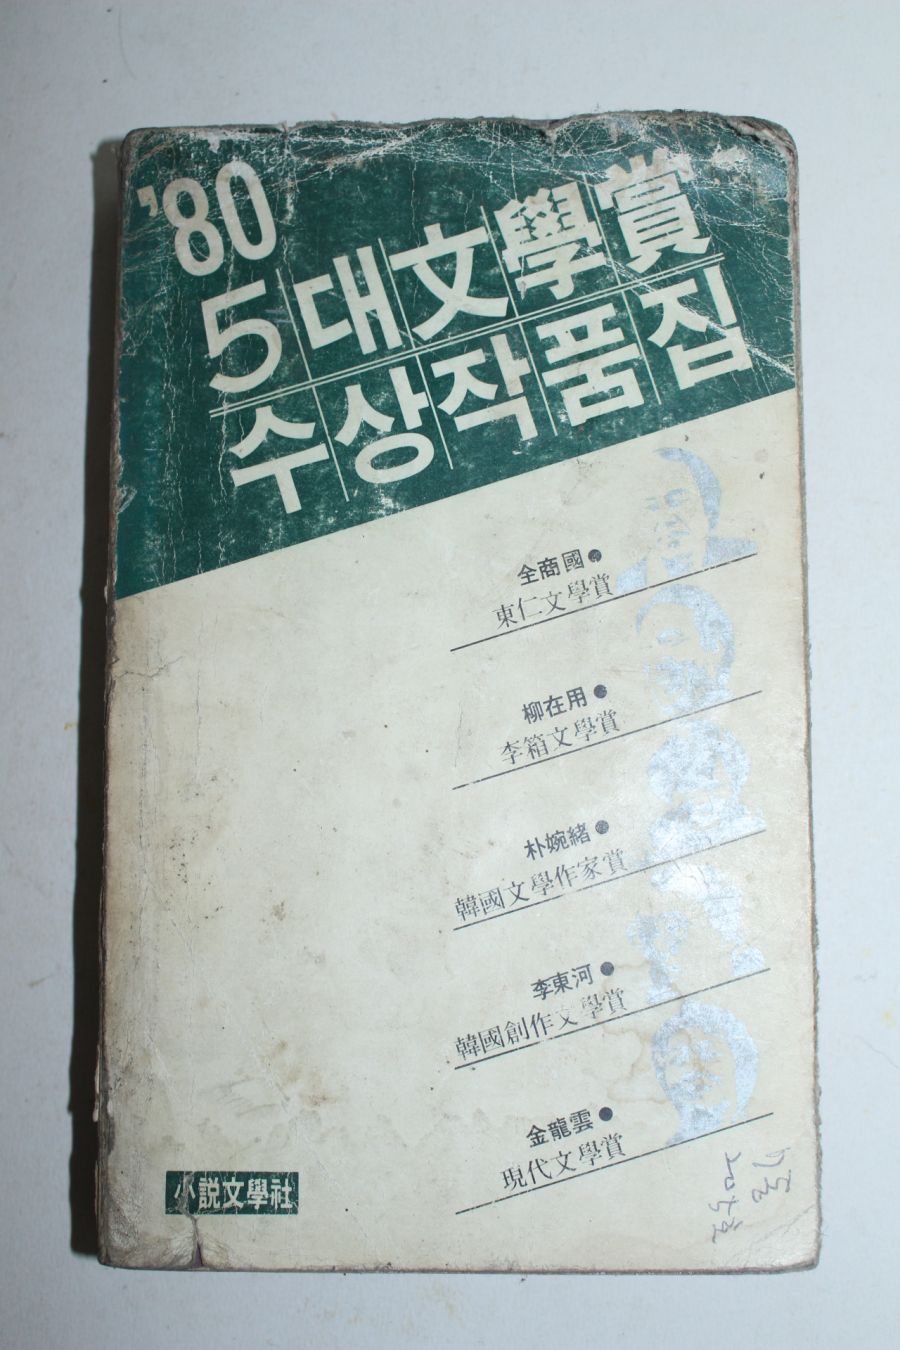 '80
5대文學賞
수상작품집
全商國●
東仁文學賞
柳在用●
李箱文學賞
朴婉緖●
韓國文學作家賞
李東河●
韓國創作文學賞
金龍雲●
現代文學賞
小説文學社